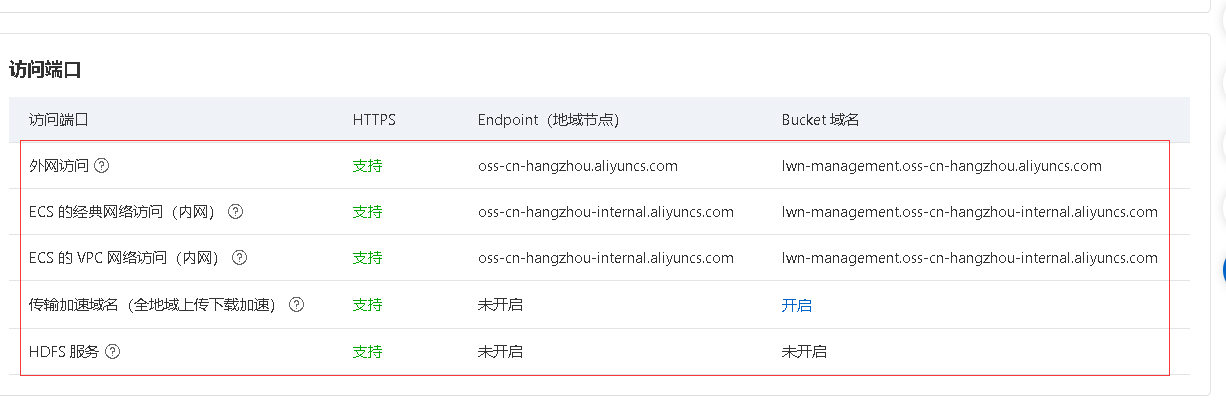 访问端口
访问端口 HTTPS Endpoint（地域节点） Bucket 域名
外网访问 ? 支持 oss-cn-hangzhou.aliyuncs.com lwn-management.oss-cn-hangzhou.aliyuncs.com
ECS 的经典网络访问（内网） ? 支持 oss-cn-hangzhou-internal.aliyuncs.com lwn-management.oss-cn-hangzhou-internal.aliyuncs.com
ECS 的 VPC 网络访问（内网） ? 支持 oss-cn-hangzhou-internal.aliyuncs.com lwn-management.oss-cn-hangzhou-internal.aliyuncs.com
传输加速域名（全地域上传下载加速） ? 支持 未开启 开启
HDFS 服务 ? 支持 未开启 未开启